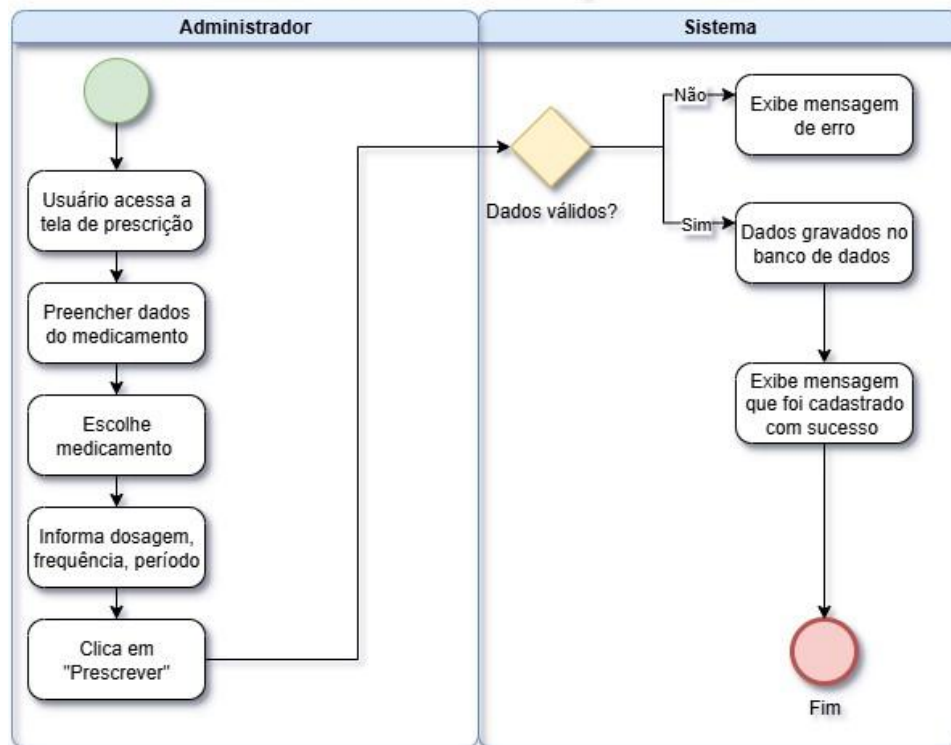 Administrador
Sistema
Usuário acessa a
tela de prescrição
Preencher dados
do medicamento
Escolhe
medicamento
Informa dosagem,
frequência, período
Clica em
"Prescrever"
Dados válidos?
Não
Exibe mensagem
de erro
Sim
Dados gravados no
banco de dados
Exibe mensagem
que foi cadastrado
com sucesso
Fim